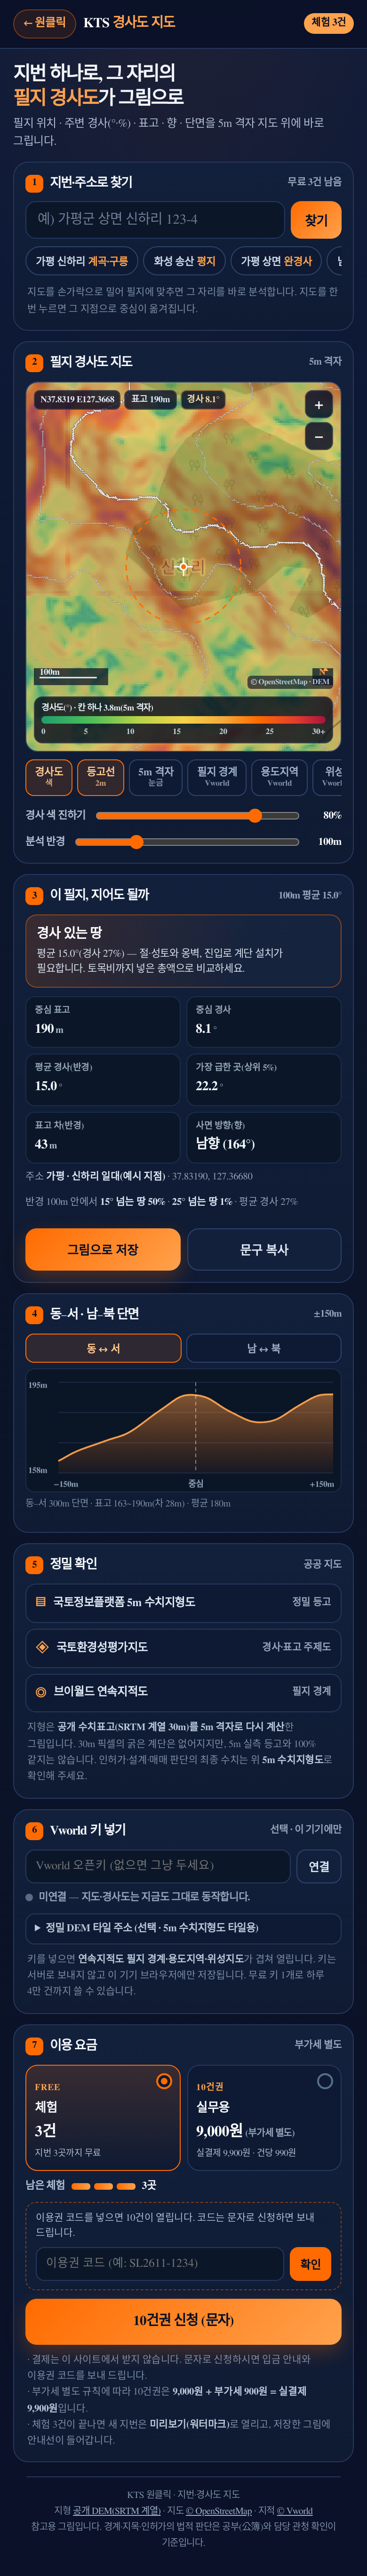 ← 원클릭
KTS 경사도 지도
체험 3건
지번 하나로, 그 자리의
필지 경사도가 그림으로
필지 위치 · 주변 경사(°·%) · 표고 · 향 · 단면을 5m 격자 지도 위에 바로
그립니다.
1 지번·주소로 찾기
무료 3건 남음
예) 가평군 상면 신하리 123-4
찾기
가평 신하리 계곡·구릉
화성 송산 평지
가평 상면 완경사
지도를 손가락으로 밀어 필지에 맞추면 그 자리를 바로 분석합니다. 지도를 한
번 누르면 그 지점으로 중심이 옮겨집니다.
2 필지 경사도 지도
5m 격자
N37.8319 E127.3668
표고 190m
경사 8.1°
+
−
100m
© OpenStreetMap · DEM
경사도(°) · 칸 하나 3.8m(5m 격자)
0 5 10 15 20 25 30+
경사도
색
등고선
2m
5m 격자
눈금
필지 경계
Vworld
용도지역
Vworld
위성
경사 색 진하기
80%
분석 반경
100m
3 이 필지, 지어도 될까
100m 평균 15.0°
경사 있는 땅
평균 15.0°(경사 27%) — 절·성토와 옹벽, 진입로 계단 설치가
필요합니다. 토목비까지 넣은 총액으로 비교하세요.
중심 표고
190 m
중심 경사
8.1 °
평균 경사(반경)
15.0 °
가장 급한 곳(상위 5%)
22.2 °
표고 차(반경)
43 m
사면 방향(향)
남향 (164°)
주소 가평 · 신하리 일대(예시 지점) · 37.83190, 127.36680
반경 100m 안에서 15° 넘는 땅 50% · 25° 넘는 땅 1% · 평균 경사 27%
그림으로 저장
문구 복사
4 동–서 · 남–북 단면
±150m
동 ↔ 서
남 ↔ 북
195m
158m
−150m
중심
+150m
동–서 300m 단면 · 표고 163~190m(차 28m) · 평균 180m
5 정밀 확인
공공 지도
국토정보플랫폼 5m 수치지형도
정밀 등고
국토환경성평가지도
경사·표고 주제도
브이월드 연속지적도
필지 경계
지형은 공개 수치표고(SRTM 계열 30m)를 5m 격자로 다시 계산한
그림입니다. 30m 픽셀의 굵은 계단은 없어지지만, 5m 실측 등고와 100%
같지는 않습니다. 인허가·설계·매매 판단의 최종 수치는 위 5m 수치지형도로
확인해 주세요.
6 Vworld 키 넣기
선택 · 이 기기에만
Vworld 오픈키 (없으면 그냥 두세요)
연결
미연결 — 지도·경사도는 지금도 그대로 동작합니다.
▶ 정밀 DEM 타일 주소 (선택 · 5m 수치지형도 타일용)
키를 넣으면 연속지적도 필지 경계·용도지역·위성지도가 겹쳐 열립니다. 키는
서버로 보내지 않고 이 기기 브라우저에만 저장됩니다. 무료 키 1개로 하루
4만 건까지 쓸 수 있습니다.
7 이용 요금
부가세 별도
FREE
체험
3건
지번 3곳까지 무료
10건권
실무용
9,000원 (부가세 별도)
실결제 9,900원 · 건당 990원
남은 체험
3곳
이용권 코드를 넣으면 10건이 열립니다. 코드는 문자로 신청하면 보내
드립니다.
이용권 코드 (예: SL2611-1234)
확인
10건권 신청 (문자)
· 결제는 이 사이트에서 받지 않습니다. 문자로 신청하시면 입금 안내와
이용권 코드를 보내 드립니다.
· 부가세 별도 규칙에 따라 10건권은 9,000원 + 부가세 900원 = 실결제
9,900원입니다.
· 체험 3건이 끝나면 새 지번은 미리보기(워터마크)로 열리고, 저장한 그림에
안내선이 들어갑니다.
KTS 원클릭 · 지번·경사도 지도
지형 공개 DEM(SRTM 계열) · 지도 © OpenStreetMap · 지적 © Vworld
참고용 그림입니다. 경계·지목·인허가의 법적 판단은 공부(公簿)와 담당 관청 확인이
기준입니다.